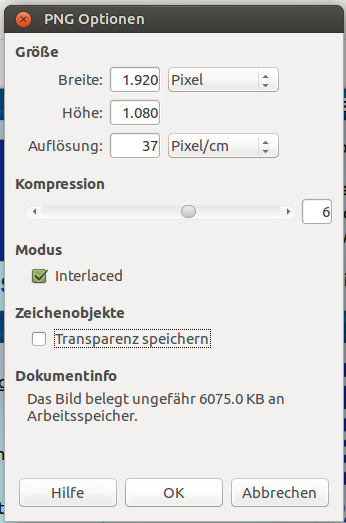 PNG Optionen
Größe
Breite: 1.920 Pixel
Höhe: 1.080
Auflösung: 37 Pixel/cm
Kompression
6
Modus
Interlaced
Zeichenobjekte
Transparenz speichern
Dokumentinfo
Das Bild belegt ungefähr 6075.0 KB an
Arbeitsspeicher.
Hilfe OK Abbrechen